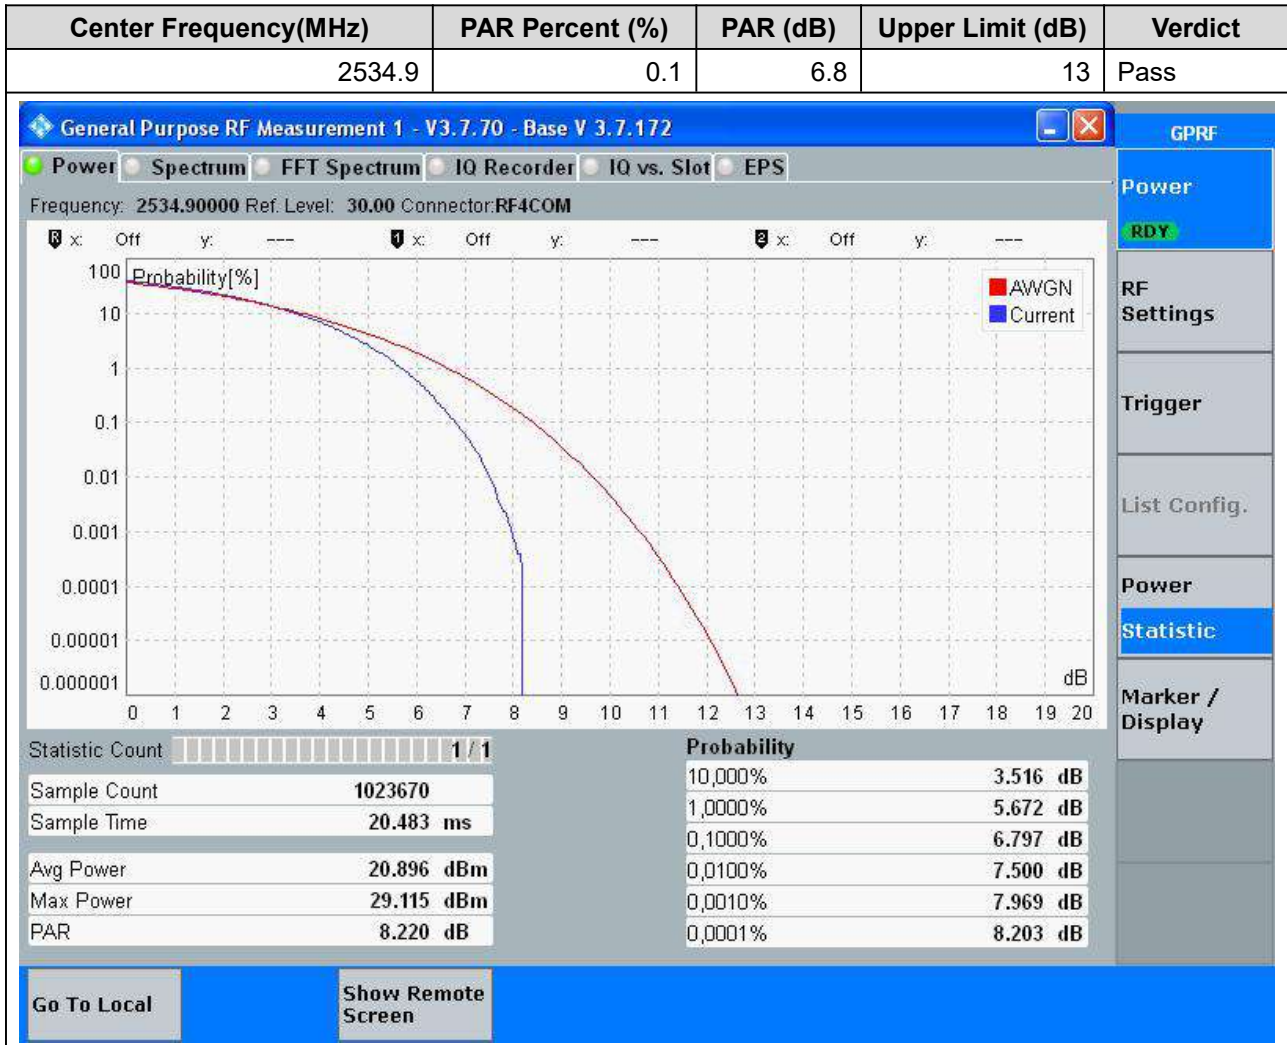 Center Frequency(MHz) PAR Percent (%) PAR (dB) Upper Limit (dB) Verdict
2534.9 0.1 6.8 13 Pass
General Purpose RF Measurement 1 - V3.7.70 - Base V 3.7.172
GPRF
Power Spectrum FFT Spectrum IQ Recorder IQ vs. Slot EPS
Frequency: 2534.90000 Ref. Level: 30.00 Connector:RF4COM
R x: Off y: --- 1 x: Off y: --- 2 x: Off y: ---
Probability[%]
100
10
1
0.1
0.01
0.001
0.0001
0.00001
0.000001
AWGN
Current
dB
0 1 2 3 4 5 6 7 8 9 10 11 12 13 14 15 16 17 18 19 20
Power
RDY
RF
Settings
Trigger
List Config.
Power
Statistic
Marker /
Display
Statistic Count 1 / 1
Sample Count 1023670
Sample Time 20.483 ms
Avg Power 20.896 dBm
Max Power 29.115 dBm
PAR 8.220 dB
Probability
10,000% 3.516 dB
1,0000% 5.672 dB
0,1000% 6.797 dB
0,0100% 7.500 dB
0,0010% 7.969 dB
0,0001% 8.203 dB
Go To Local
Show Remote
Screen